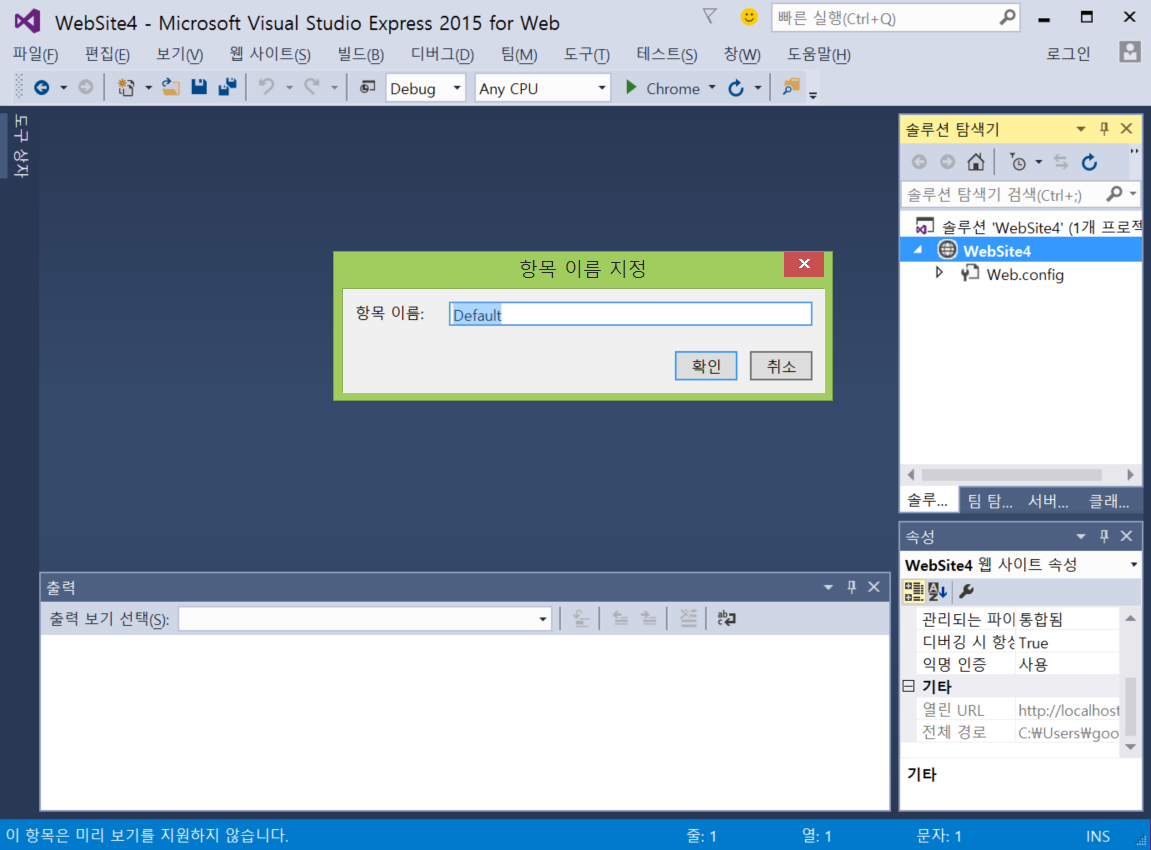 WebSite4 - Microsoft Visual Studio Express 2015 for Web
빠른 실행(Ctrl+Q)
파일(F) 편집(E) 보기(V) 웹 사이트(S) 빌드(B) 디버그(D) 팀(M) 도구(T) 테스트(S) 창(W) 도움말(H) 로그인
Debug Any CPU Chrome
도구 상자
솔루션 탐색기
솔루션 탐색기 검색(Ctrl+;)
솔루션 'WebSite4' (1개 프로젝
WebSite4
Web.config
항목 이름 지정
항목 이름: Default
확인 취소
솔루... 팀 탐... 서버... 클래...
속성
WebSite4 웹 사이트 속성
관리되는 파이 통합됨
디버깅 시 항상 True
익명 인증 사용
기타
열린 URL http://localhost
전체 경로 C:₩Users₩goo
기타
출력
출력 보기 선택(S):
이 항목은 미리 보기를 지원하지 않습니다. 줄: 1 열: 1 문자: 1 INS